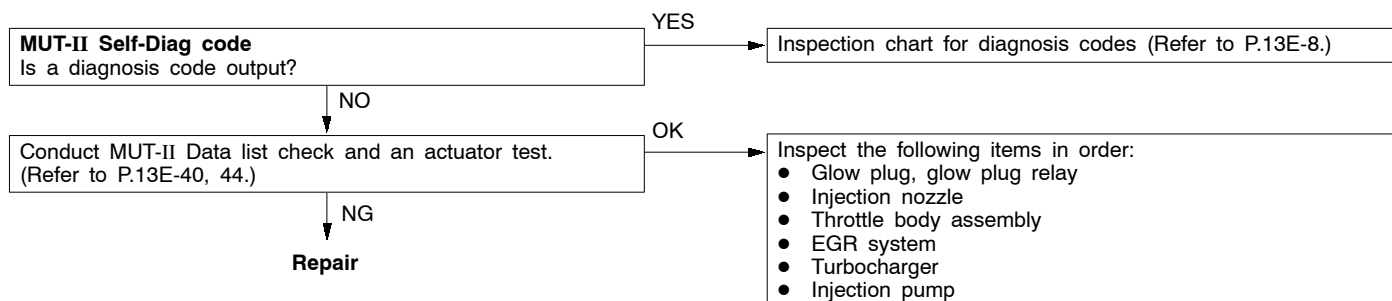 MUT-II Self-Diag code
Is a diagnosis code output?
YES
Inspection chart for diagnosis codes (Refer to P.13E-8.)
NO
Conduct MUT-II Data list check and an actuator test.
(Refer to P.13E-40, 44.)
OK
Inspect the following items in order:
● Glow plug, glow plug relay
● Injection nozzle
● Throttle body assembly
● EGR system
● Turbocharger
● Injection pump
NG
Repair